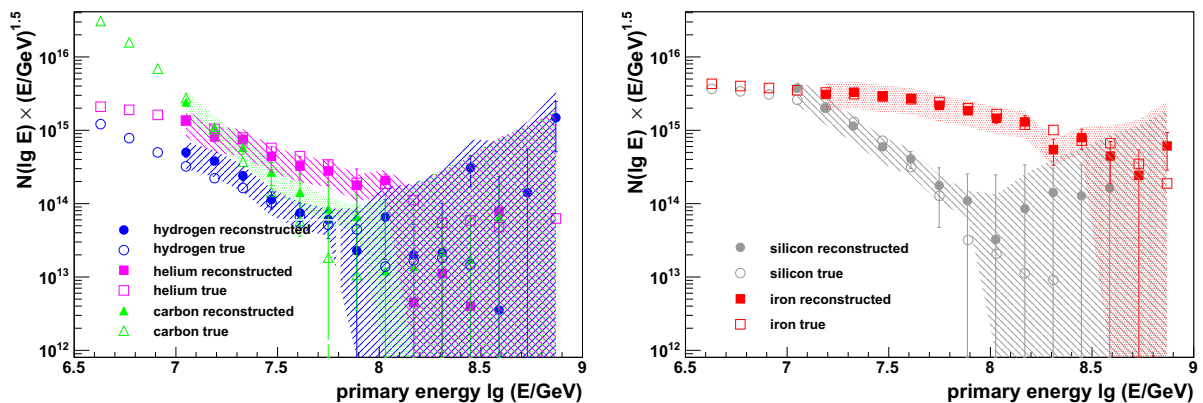 N(lg E) × (E/GeV)^1.5
10^16
10^15
10^14
10^13
10^12
hydrogen reconstructed
hydrogen true
helium reconstructed
helium true
carbon reconstructed
carbon true
6.5 7 7.5 8 8.5 9
primary energy lg (E/GeV)
N(lg E) × (E/GeV)^1.5
10^16
10^15
10^14
10^13
10^12
silicon reconstructed
silicon true
iron reconstructed
iron true
6.5 7 7.5 8 8.5 9
primary energy lg (E/GeV)